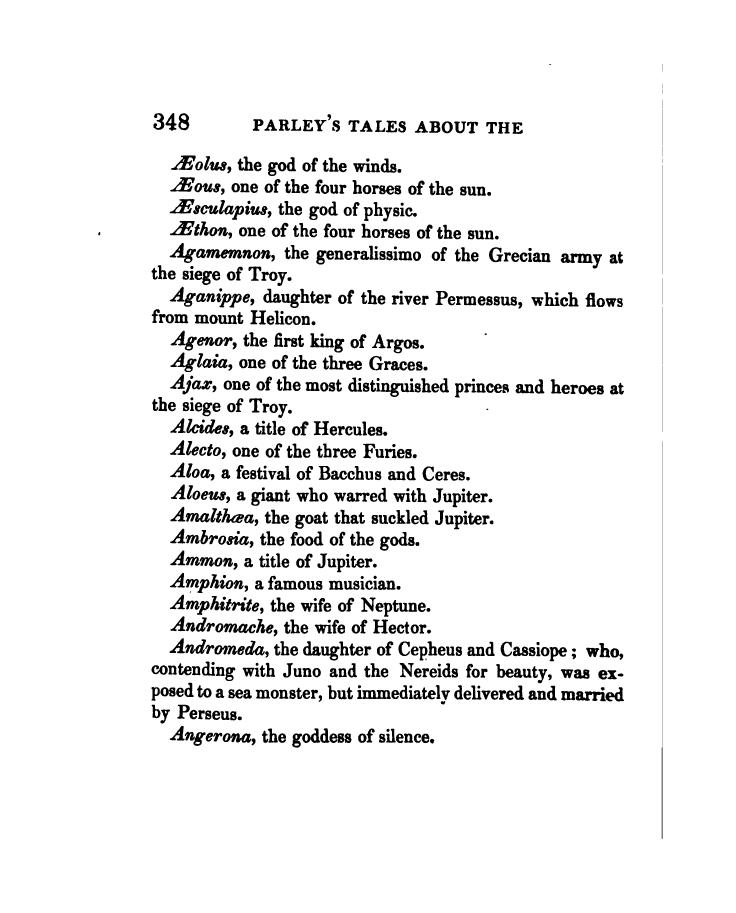 348 PARLEY'S TALES ABOUT THE
Æolus, the god of the winds.
Æous, one of the four horses of the sun.
Æsculapius, the god of physic.
Æthon, one of the four horses of the sun.
Agamemnon, the generalissimo of the Grecian army at
the siege of Troy.
Aganippe, daughter of the river Permessus, which flows
from mount Helicon.
Agenor, the first king of Argos.
Aglaia, one of the three Graces.
Ajax, one of the most distinguished princes and heroes at
the siege of Troy.
Alcides, a title of Hercules.
Alecto, one of the three Furies.
Aloa, a festival of Bacchus and Ceres.
Aloeus, a giant who warred with Jupiter.
Amalthœa, the goat that suckled Jupiter.
Ambrosia, the food of the gods.
Ammon, a title of Jupiter.
Amphion, a famous musician.
Amphitrite, the wife of Neptune.
Andromache, the wife of Hector.
Andromeda, the daughter of Cepheus and Cassiope ; who,
contending with Juno and the Nereids for beauty, was ex-
posed to a sea monster, but immediately delivered and married
by Perseus.
Angerona, the goddess of silence.